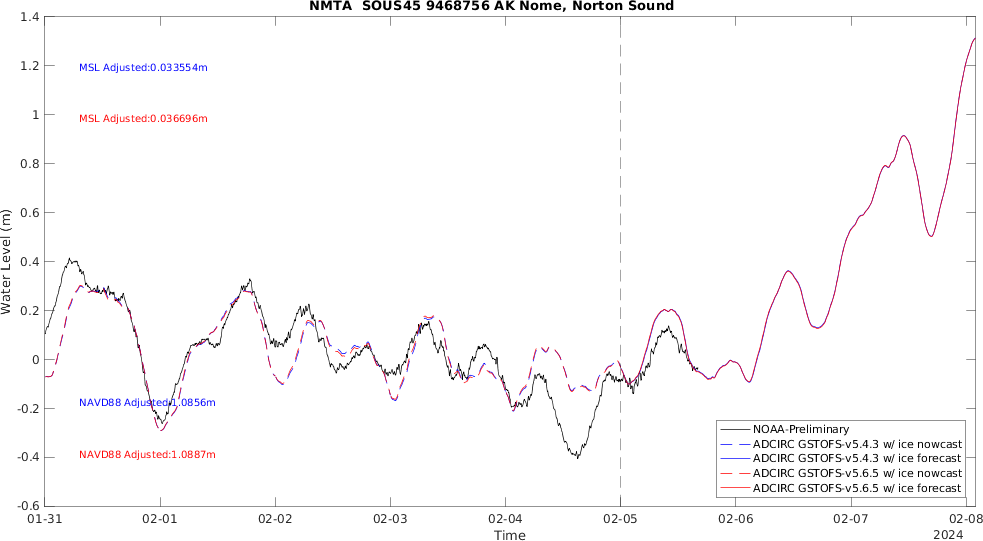 NMTA SOUS45 9468756 AK Nome, Norton Sound
1.4
1.2
1
0.8
0.6
0.4
0.2
0
-0.2
-0.4
-0.6
Water Level (m)
MSL Adjusted:0.033554m
MSL Adjusted:0.036696m
NAVD88 Adjusted:1.0856m
NAVD88 Adjusted:1.0887m
NOAA-Preliminary
ADCIRC GSTOFS-v5.4.3 w/ ice nowcast
ADCIRC GSTOFS-v5.4.3 w/ ice forecast
ADCIRC GSTOFS-v5.6.5 w/ ice nowcast
ADCIRC GSTOFS-v5.6.5 w/ ice forecast
01-31 02-01 02-02 02-03 02-04 02-05 02-06 02-07 02-08
Time
2024